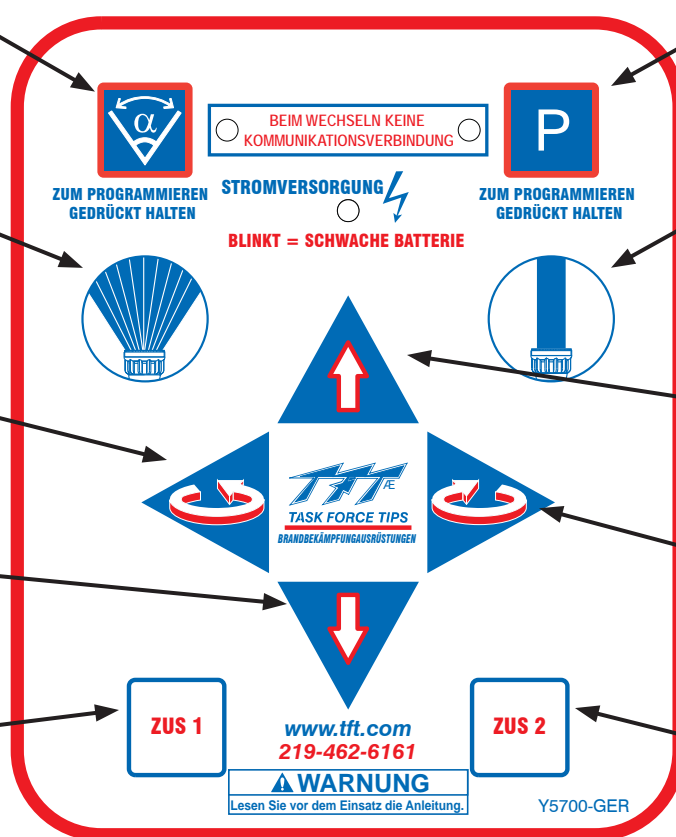 α
BEIM WECHSELN KEINE
KOMMUNIKATIONSVERBINDUNG
P
ZUM PROGRAMMIEREN
GEDRÜCKT HALTEN
STROMVERSORGUNG
ZUM PROGRAMMIEREN
GEDRÜCKT HALTEN
BLINKT = SCHWACHE BATTERIE
TFT Æ
TASK FORCE TIPS
BRANDBEKÄMPFUNGAUSRÜSTUNGEN
ZUS 1
ZUS 2
www.tft.com
219-462-6161
WARNUNG
Lesen Sie vor dem Einsatz die Anleitung.
Y5700-GER